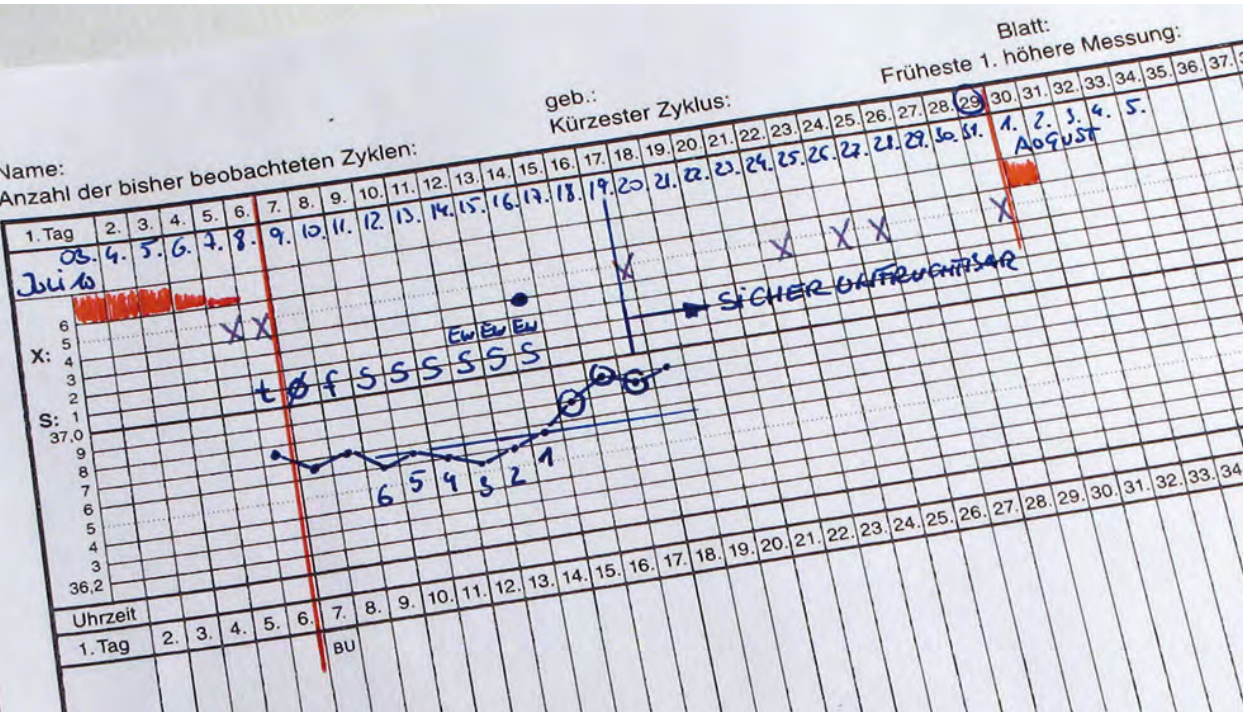 Blatt:
geb.: Früheste 1. höhere Messung:
Name: Kürzester Zyklus:
Anzahl der bisher beobachteten Zyklen:
1. Tag 2. 3. 4. 5. 6. 7. 8. 9. 10. 11. 12. 13. 14. 15. 16. 17. 18. 19. 20. 21. 22. 23. 24. 25. 26. 27. 28. 29. 30. 31. 32. 33. 34. 35. 36. 37.
03. 4. 5. 6. 7. 8. 9. 10. 11. 12. 13. 14. 15. 16. 17. 18. 19. 20. 21. 22. 23. 24. 25. 26. 27. 28. 29. 30. 31. 1. 2. 3. 4. 5.
AUGUST
X X X X X
SICHER UNFRUCHTBAR
6
X: 5 X X
4 Ew Ew Ew
3 t ø f S S S S S S
2
S: 1
37,0
9
8
7 6 5 4 3 2 1
6
5
4
3
36,2
Uhrzeit
1. Tag 2. 3. 4. 5. 6. 7. 8. 9. 10. 11. 12. 13. 14. 15. 16. 17. 18. 19. 20. 21. 22. 23. 24. 25. 26. 27. 28. 29. 30. 31. 32. 33. 34.
BU